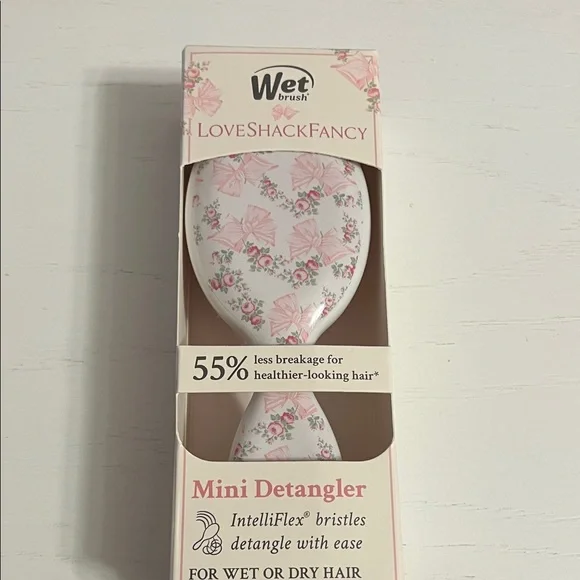 Wet
brush®
LOVESHACKFANCY
55% less breakage for
healthier-looking hair*
Mini Detangler
IntelliFlex® bristles
detangle with ease
FOR WET OR DRY HAIR